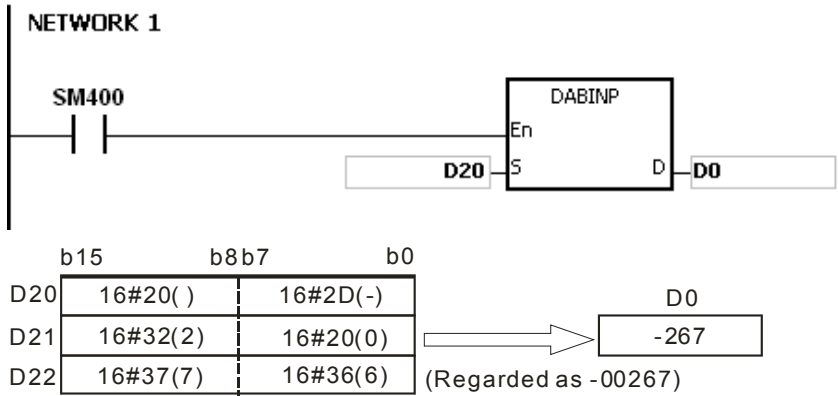 NETWORK 1
SM400
DABINP
En
D20 S D D0
b15 b8 b7 b0
D20 16#20( ) 16#2D(-) D0
D21 16#32(2) 16#20(0) -267
D22 16#37(7) 16#36(6) (Regarded as -00267)